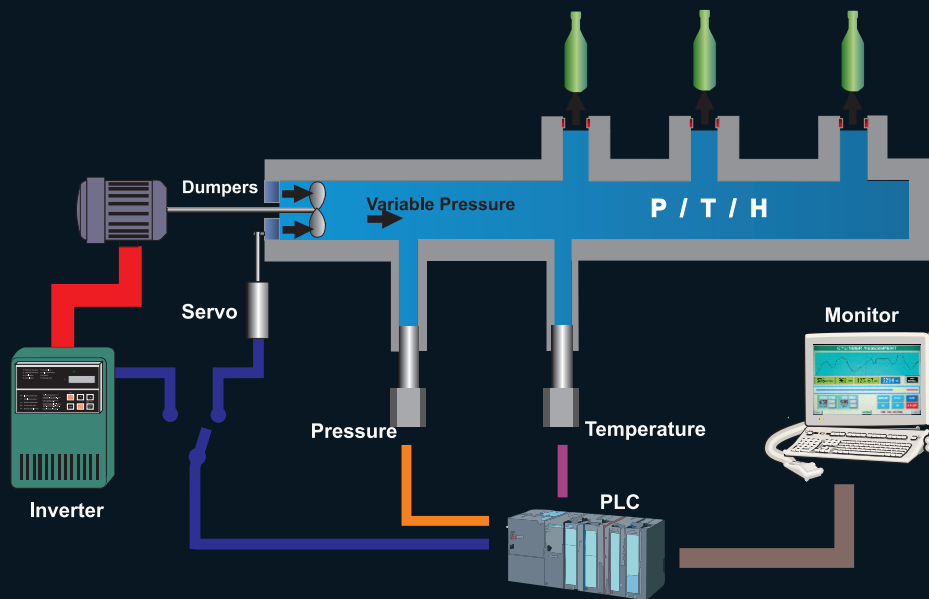 Dumpers
Variable Pressure
P / T / H
Servo
Monitor
Pressure
Temperature
Inverter
PLC